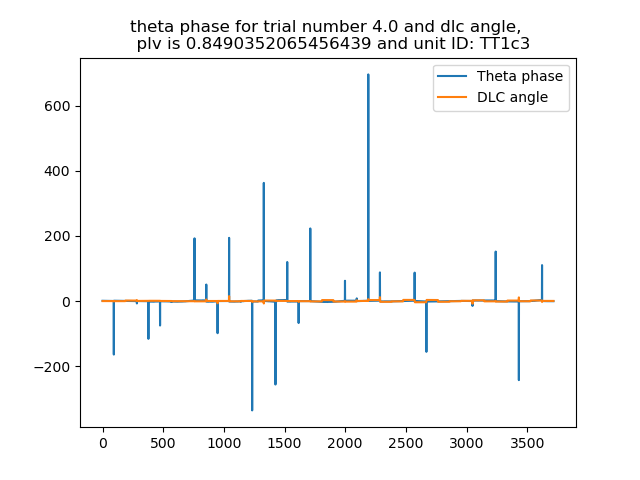 theta phase for trial number 4.0 and dlc angle,
plv is 0.8490352065456439 and unit ID: TT1c3
Theta phase
DLC angle
600
400
200
0
−200
0 500 1000 1500 2000 2500 3000 3500